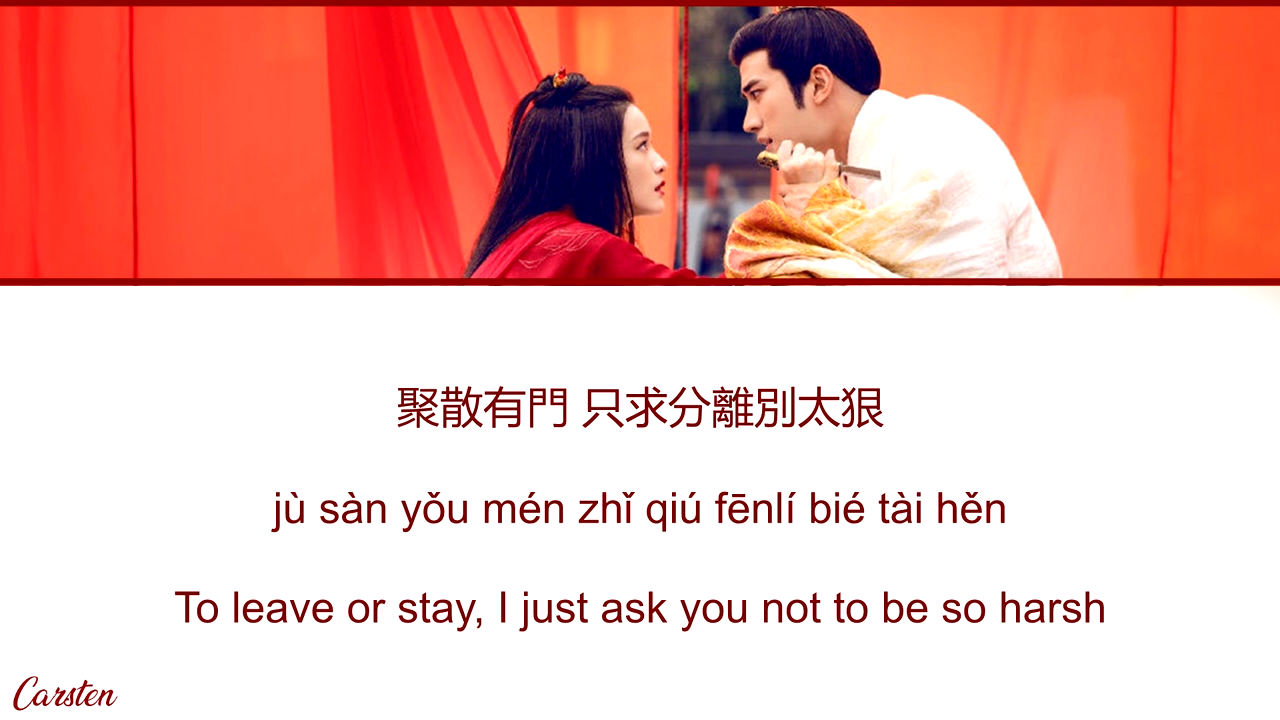 聚散有門 只求分離別太狠
jù sàn yǒu mén zhǐ qiú fēnlí bié tài hěn
To leave or stay, I just ask you not to be so harsh
Carsten